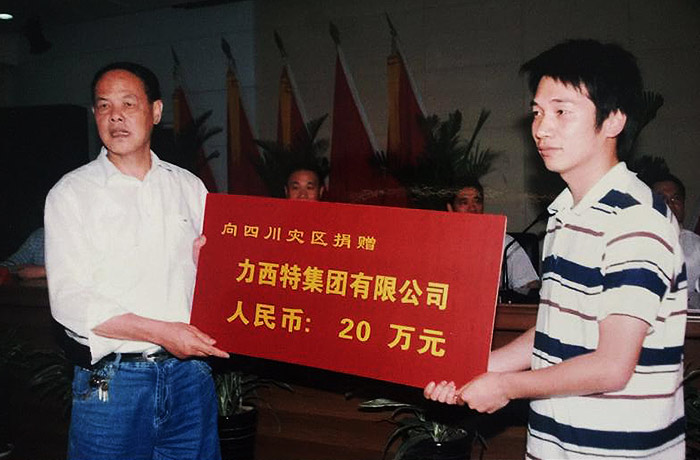 向四川灾区捐赠
力西特集团有限公司
人民币: 20 万元